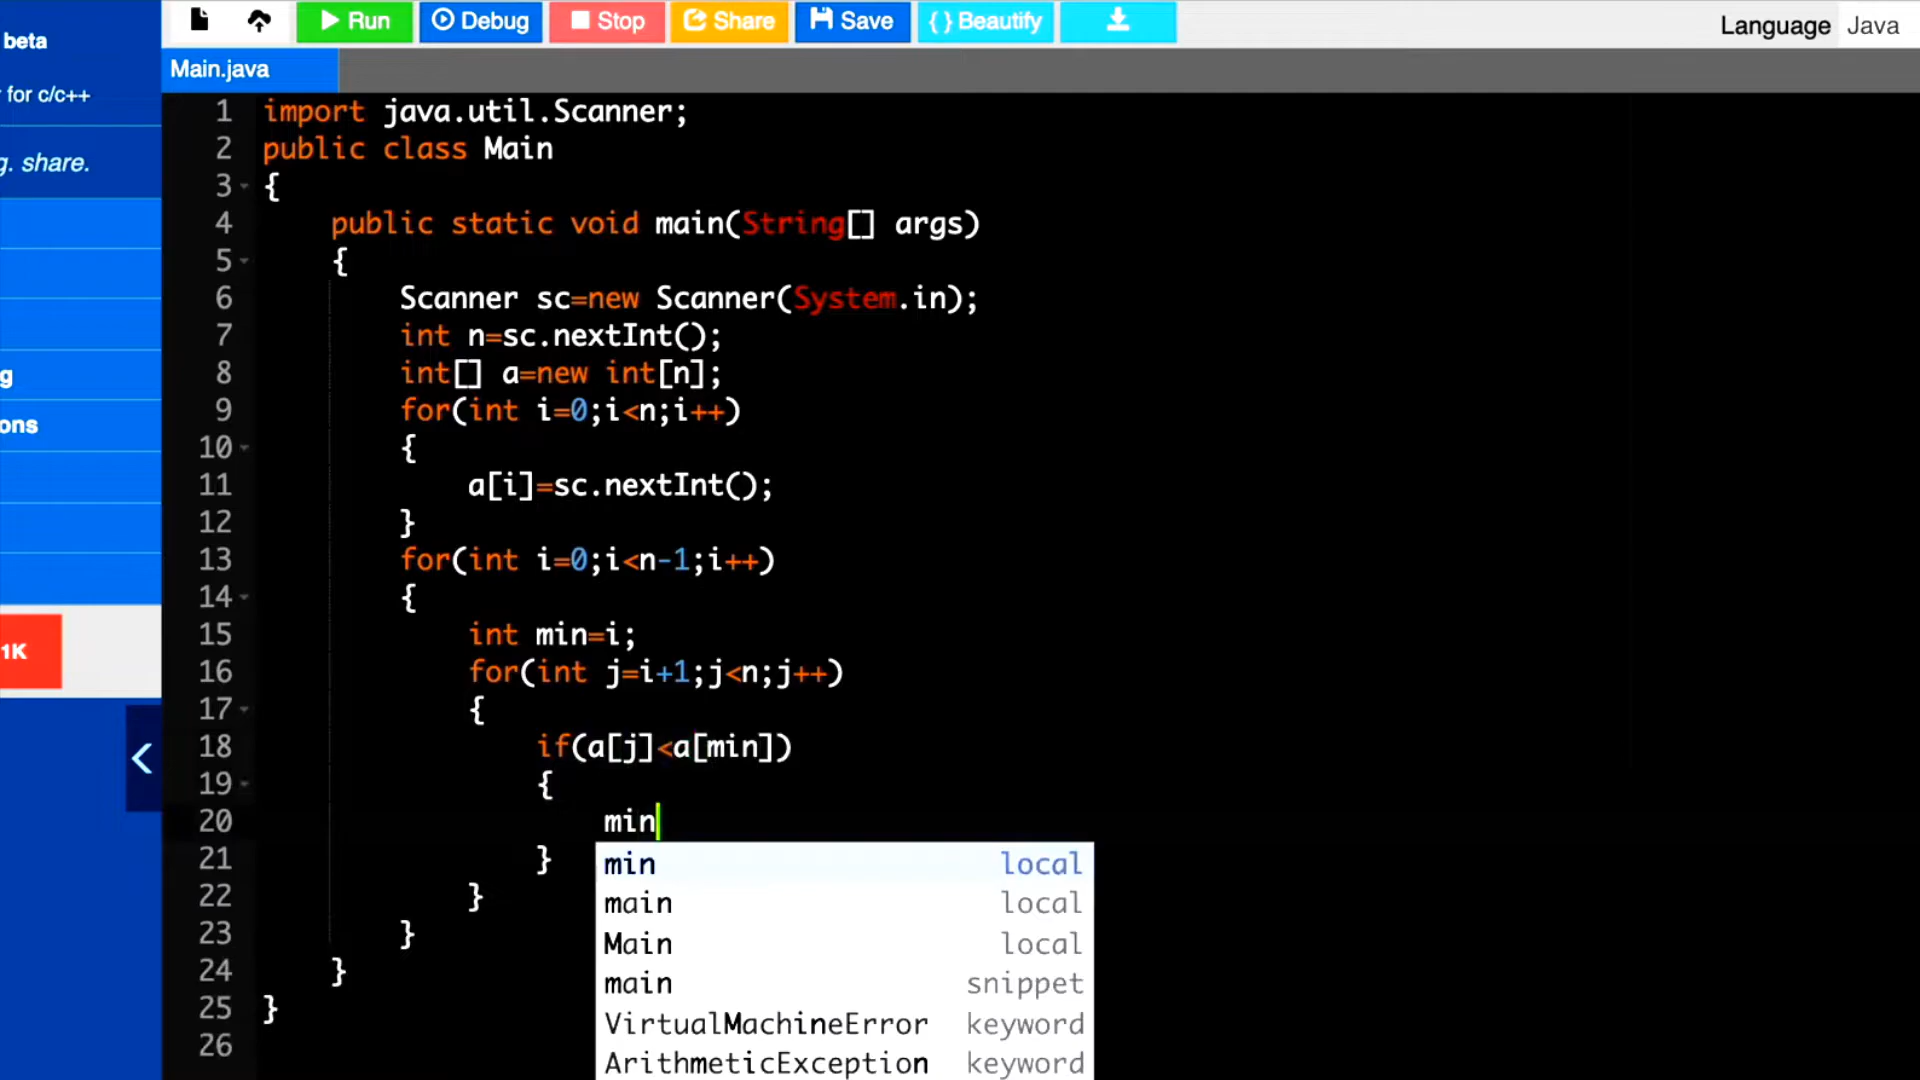 Run Debug Stop Share Save { } Beautify Language Java
beta
Main.java
for c/c++
g. share.
g
ons
1K
1 import java.util.Scanner;
2 public class Main
3 {
4 public static void main(String[] args)
5 {
6 Scanner sc=new Scanner(System.in);
7 int n=sc.nextInt();
8 int[] a=new int[n];
9 for(int i=0;i<n;i++)
10 {
11 a[i]=sc.nextInt();
12 }
13 for(int i=0;i<n-1;i++)
14 {
15 int min=i;
16 for(int j=i+1;j<n;j++)
17 {
18 if(a[j]<a[min])
19 {
20 min
21 }
22 }
23 }
24 }
25 }
26
min local
main local
Main local
main snippet
VirtualMachineError keyword
ArithmeticException keyword